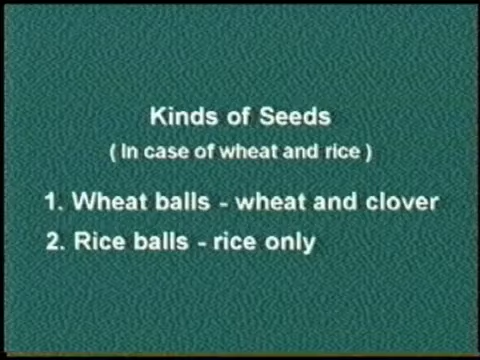 Kinds of Seeds
( In case of wheat and rice )
1. Wheat balls - wheat and clover
2. Rice balls - rice only